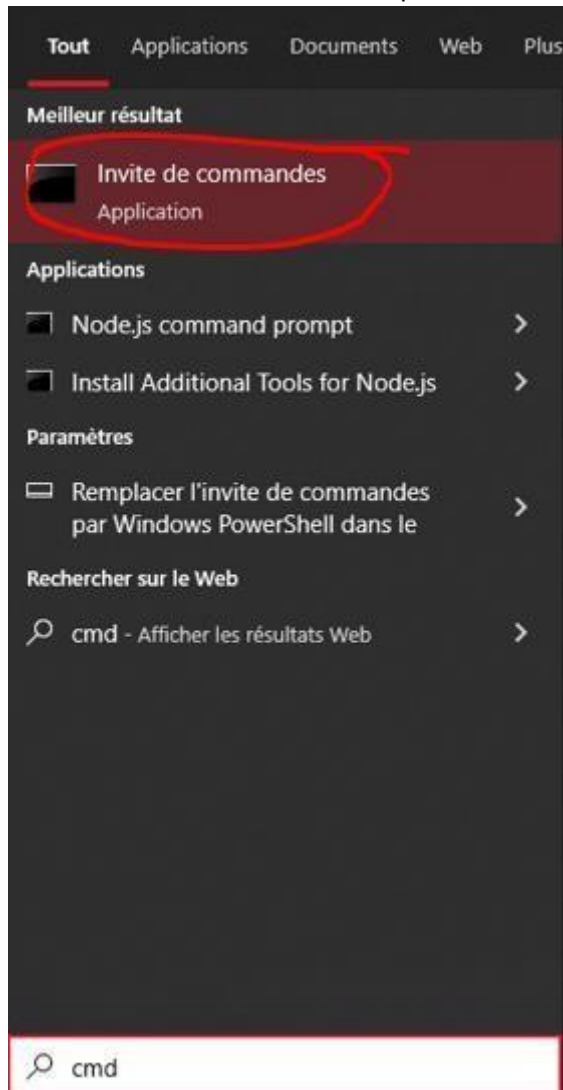 Tout Applications Documents Web Plus
Meilleur résultat
Invite de commandes
Application
Applications
Node.js command prompt
Install Additional Tools for Node.js
Paramètres
Remplacer l'invite de commandes
par Windows PowerShell dans le
Rechercher sur le Web
cmd - Afficher les résultats Web
cmd